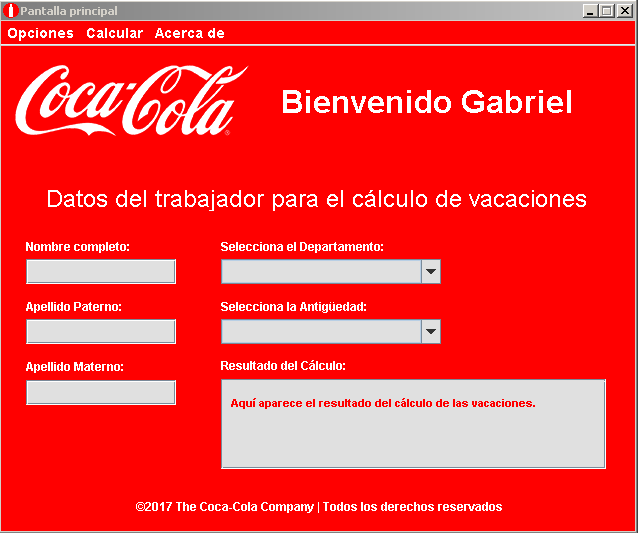 Pantalla principal
Opciones Calcular Acerca de
Coca-Cola
Bienvenido Gabriel
Datos del trabajador para el cálculo de vacaciones
Nombre completo:
Selecciona el Departamento:
Apellido Paterno:
Selecciona la Antigüedad:
Apellido Materno:
Resultado del Cálculo:
Aquí aparece el resultado del cálculo de las vacaciones.
©2017 The Coca-Cola Company | Todos los derechos reservados